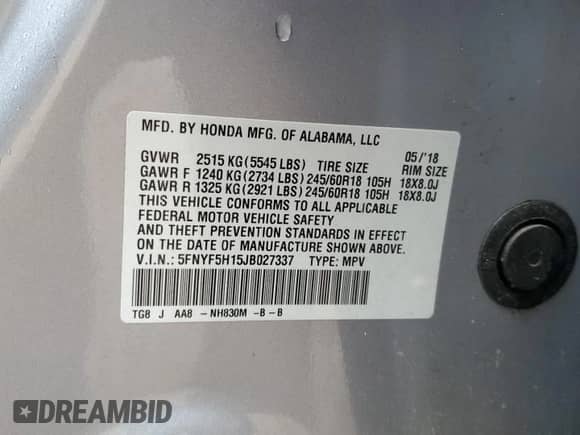 MFD. BY HONDA MFG. OF ALABAMA, LLC
05/'18
GVWR 2515 KG(5545 LBS) TIRE SIZE RIM SIZE
GAWR F 1240 KG(2734 LBS)245/60R18 105H 18X8.0J
GAWR R 1325 KG(2921 LBS)245/60R18 105H 18X8.0J
THIS VEHICLE CONFORMS TO ALL APPLICABLE
FEDERAL MOTOR VEHICLE SAFETY
AND THEFT PREVENTION STANDARDS IN EFFECT
ON THE DATE OF MANUFACTURE SHOWN ABOVE.
V.I.N.: 5FNYF5H15JB027337 TYPE: MPV
TG8 J AA8 - NH830M -B-B
DREAMBID